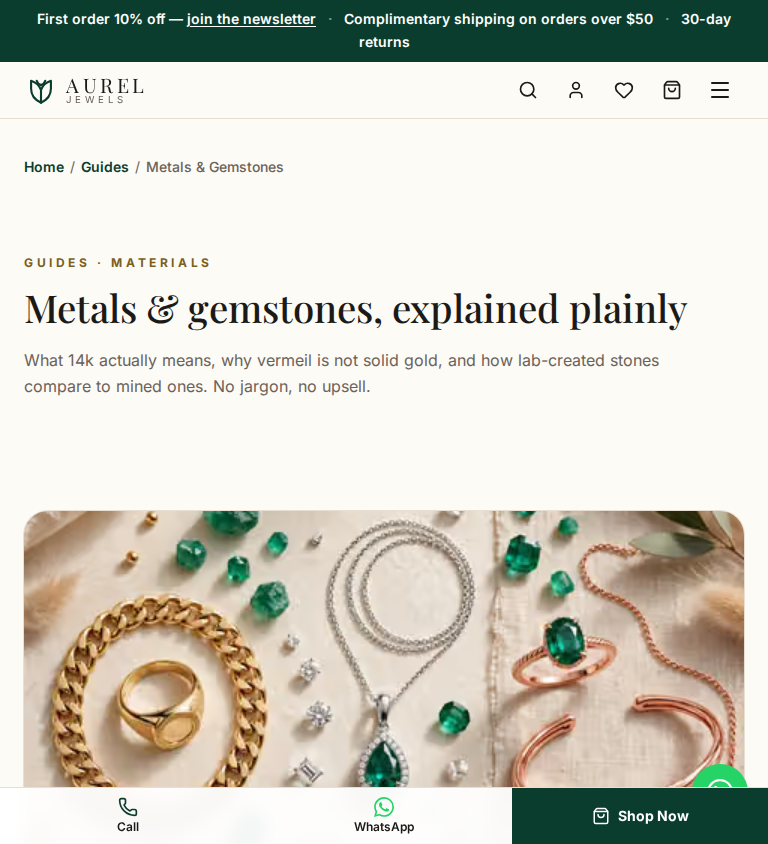 First order 10% off — join the newsletter · Complimentary shipping on orders over $50 · 30-day
returns
AUREL
JEWELS
Home / Guides / Metals & Gemstones
GUIDES · MATERIALS
Metals & gemstones, explained plainly
What 14k actually means, why vermeil is not solid gold, and how lab-created stones
compare to mined ones. No jargon, no upsell.
Call
WhatsApp
Shop Now